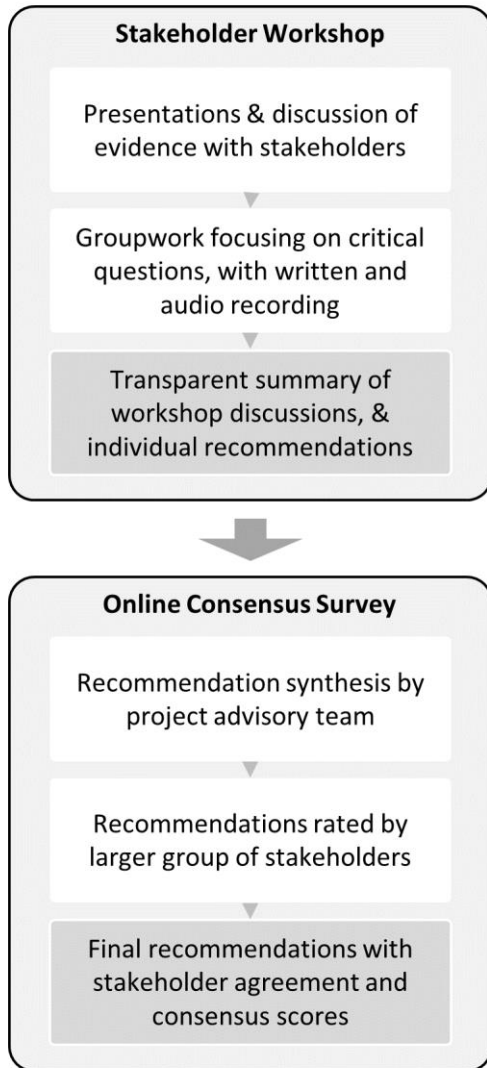 Stakeholder Workshop
Presentations & discussion of
evidence with stakeholders
Groupwork focusing on critical
questions, with written and
audio recording
Transparent summary of
workshop discussions, &
individual recommendations
Online Consensus Survey
Recommendation synthesis by
project advisory team
Recommendations rated by
larger group of stakeholders
Final recommendations with
stakeholder agreement and
consensus scores